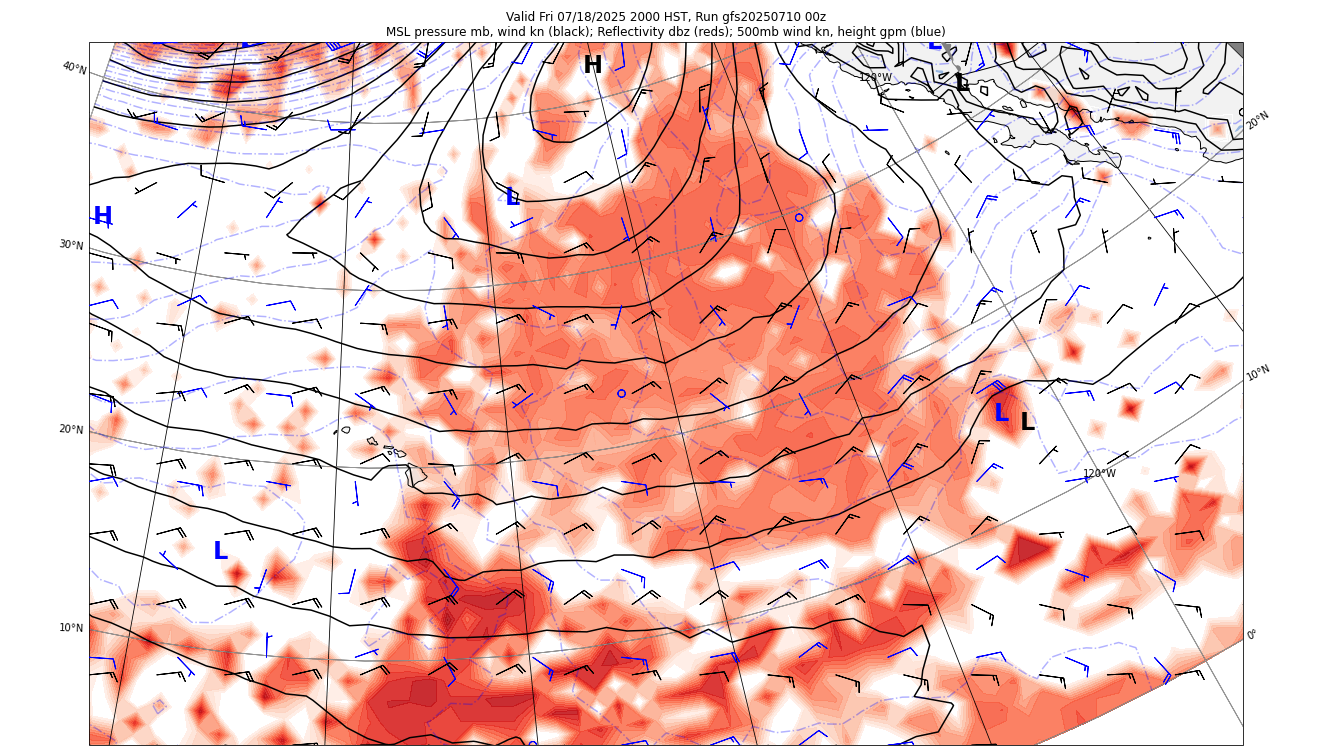 Valid Fri 07/18/2025 2000 HST, Run gfs20250710 00z
MSL pressure mb, wind kn (black); Reflectivity dbz (reds); 500mb wind kn, height gpm (blue)
L
H
40°N
120°W
L
20°N
L
H
30°N
10°N
L
L
20°N
120°W
L
10°N
0°